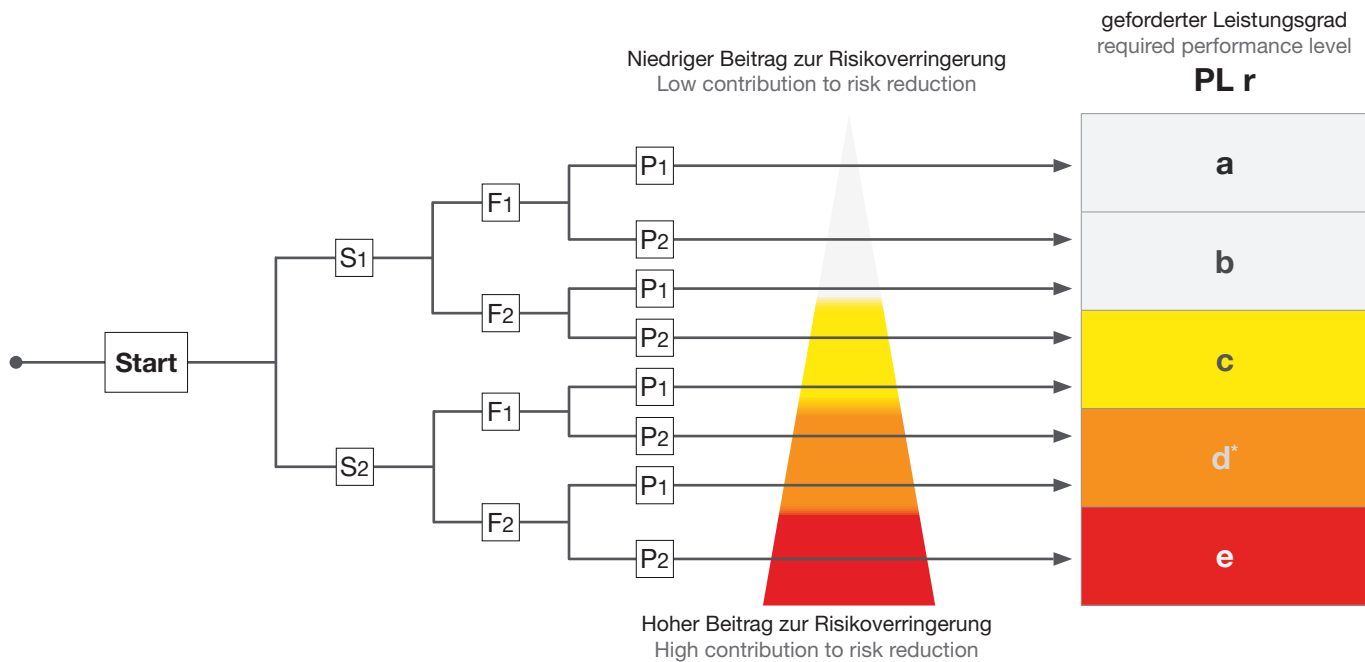 geforderter Leistungsgrad
required performance level
PL r
Niedriger Beitrag zur Risikoverringerung
Low contribution to risk reduction
Start
S1
S2
F1
F2
F1
F2
P1
P2
P1
P2
P1
P2
P1
P2
a
b
c
d*
e
Hoher Beitrag zur Risikoverringerung
High contribution to risk reduction